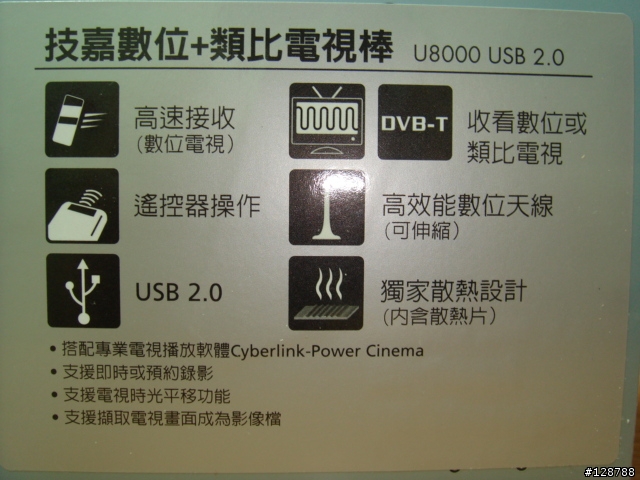 技嘉數位+類比電視棒 U8000 USB 2.0
高速接收
(數位電視)
DVB-T
收看數位或
類比電視
遙控器操作
高效能數位天線
(可伸縮)
USB 2.0
獨家散熱設計
(內含散熱片)
•搭配專業電視播放軟體Cyberlink-Power Cinema
•支援即時或預約錄影
•支援電視時光平移功能
•支援擷取電視畫面成為影像檔
#128788